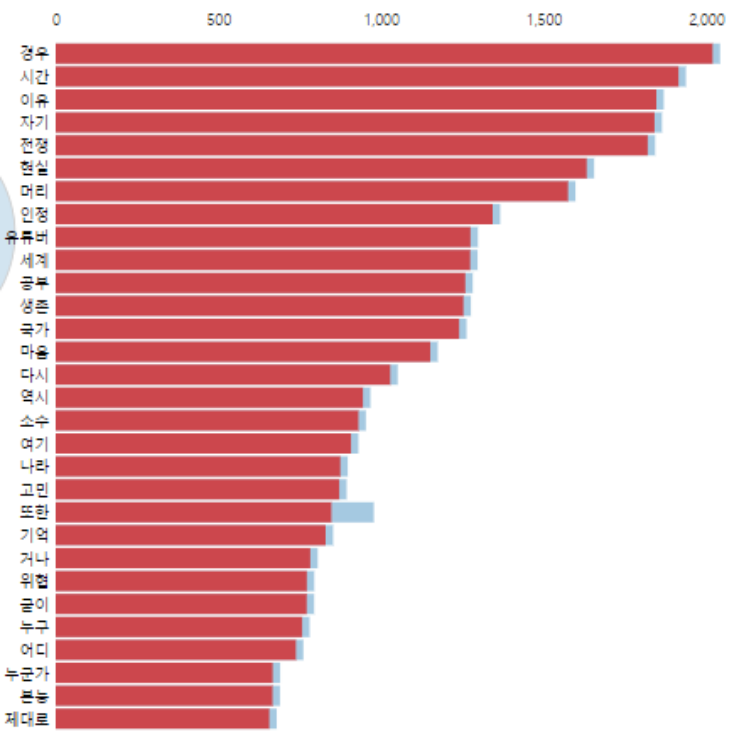 0 500 1,000 1,500 2,000
경우
시간
이유
자기
전쟁
현실
머리
인정
유튜버
세계
공부
생존
국가
마음
다시
역시
소수
여기
나라
고민
또한
기억
거나
위협
굳이
누구
어디
누군가
본능
제대로